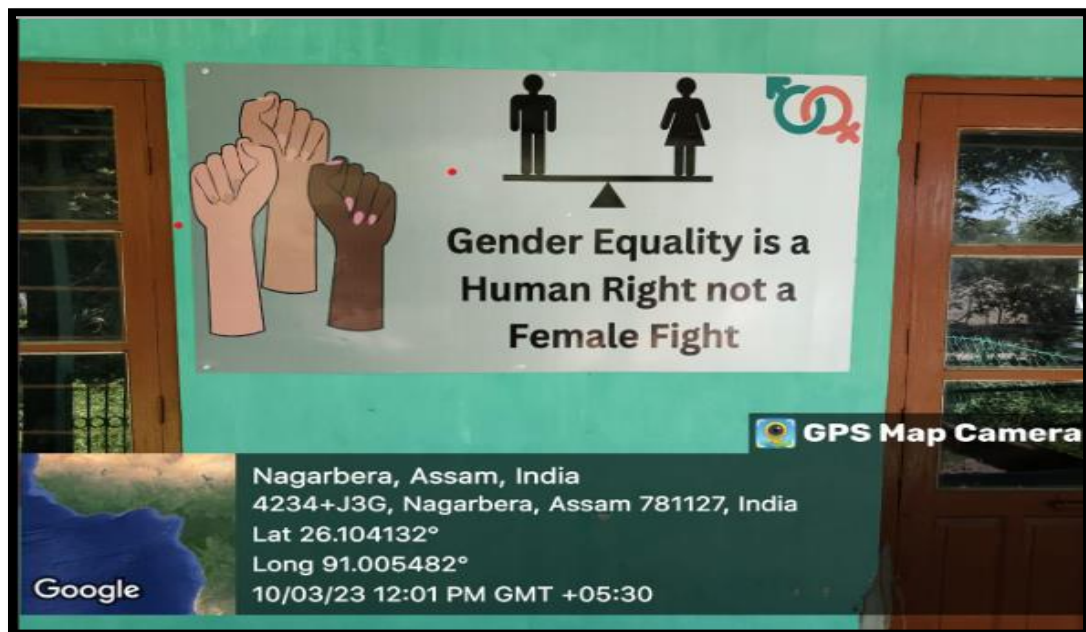 Gender Equality is a
Human Right not a
Female Fight
GPS Map Camera
Nagarbera, Assam, India
4234+J3G, Nagarbera, Assam 781127, India
Lat 26.104132°
Long 91.005482°
10/03/23 12:01 PM GMT +05:30
Google